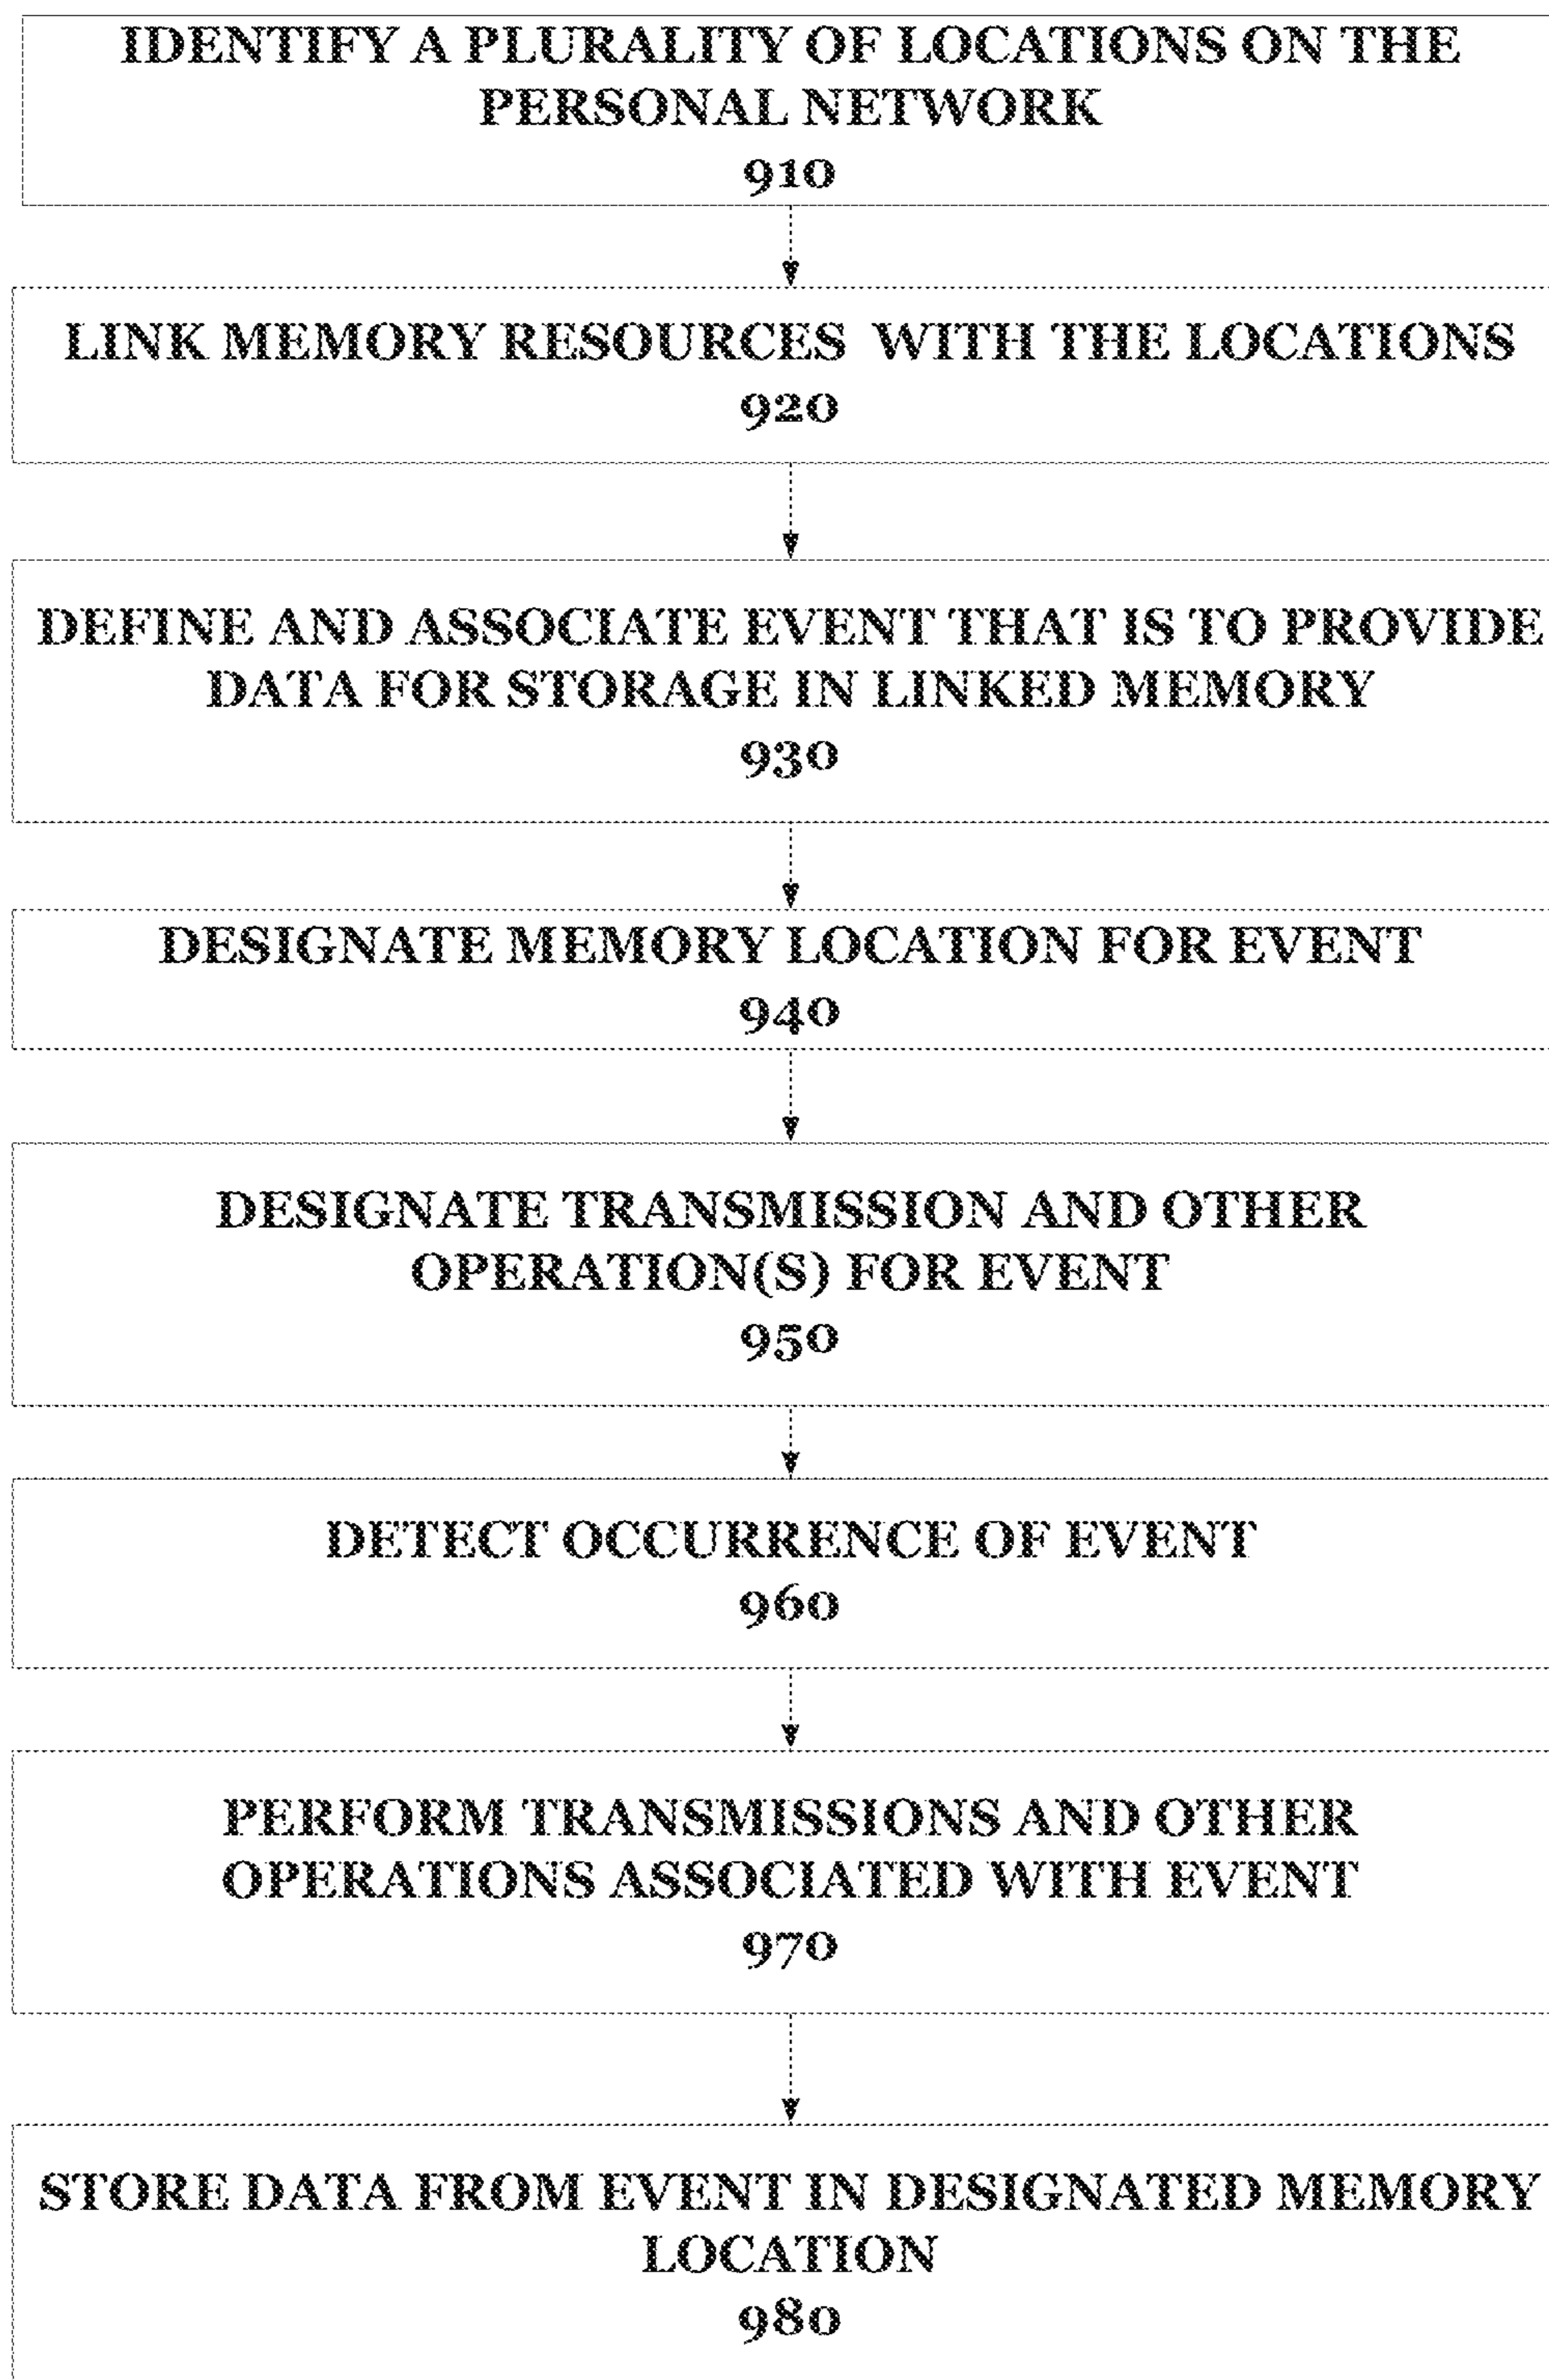 IDENTIFY A PLURALITY OF LOCATIONS ON THE
PERSONAL NETWORK
910
LINK MEMORY RESOURCES WITH THE LOCATIONS
920
DEFINE AND ASSOCIATE EVENT THAT IS TO PROVIDE
DATA FOR STORAGE IN LINKED MEMORY
930
DESIGNATE MEMORY LOCATION FOR EVENT
940
DESIGNATE TRANSMISSION AND OTHER
OPERATION(S) FOR EVENT
950
DETECT OCCURRENCE OF EVENT
960
PERFORM TRANSMISSIONS AND OTHER
OPERATIONS ASSOCIATED WITH EVENT
970
STORE DATA FROM EVENT IN DESIGNATED MEMORY
LOCATION
980